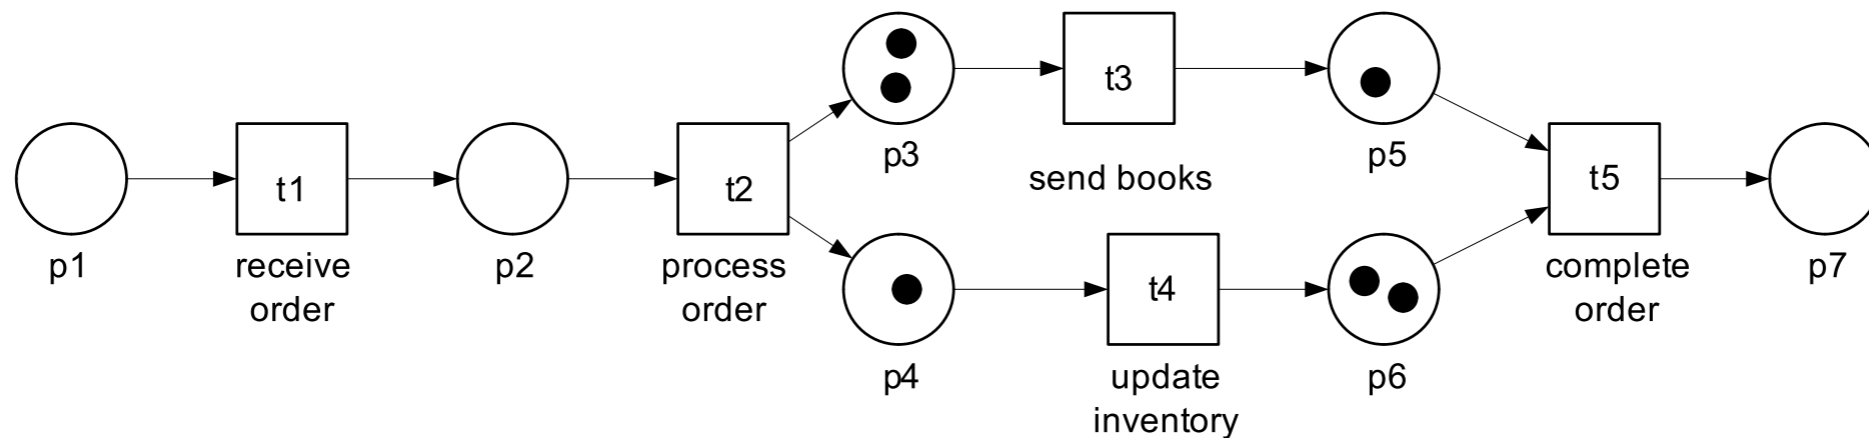 t1
t2
t3
t4
t5
p3
p5
send books
p1
receive
order
p2
process
order
complete
order
p7
p4
update
inventory
p6